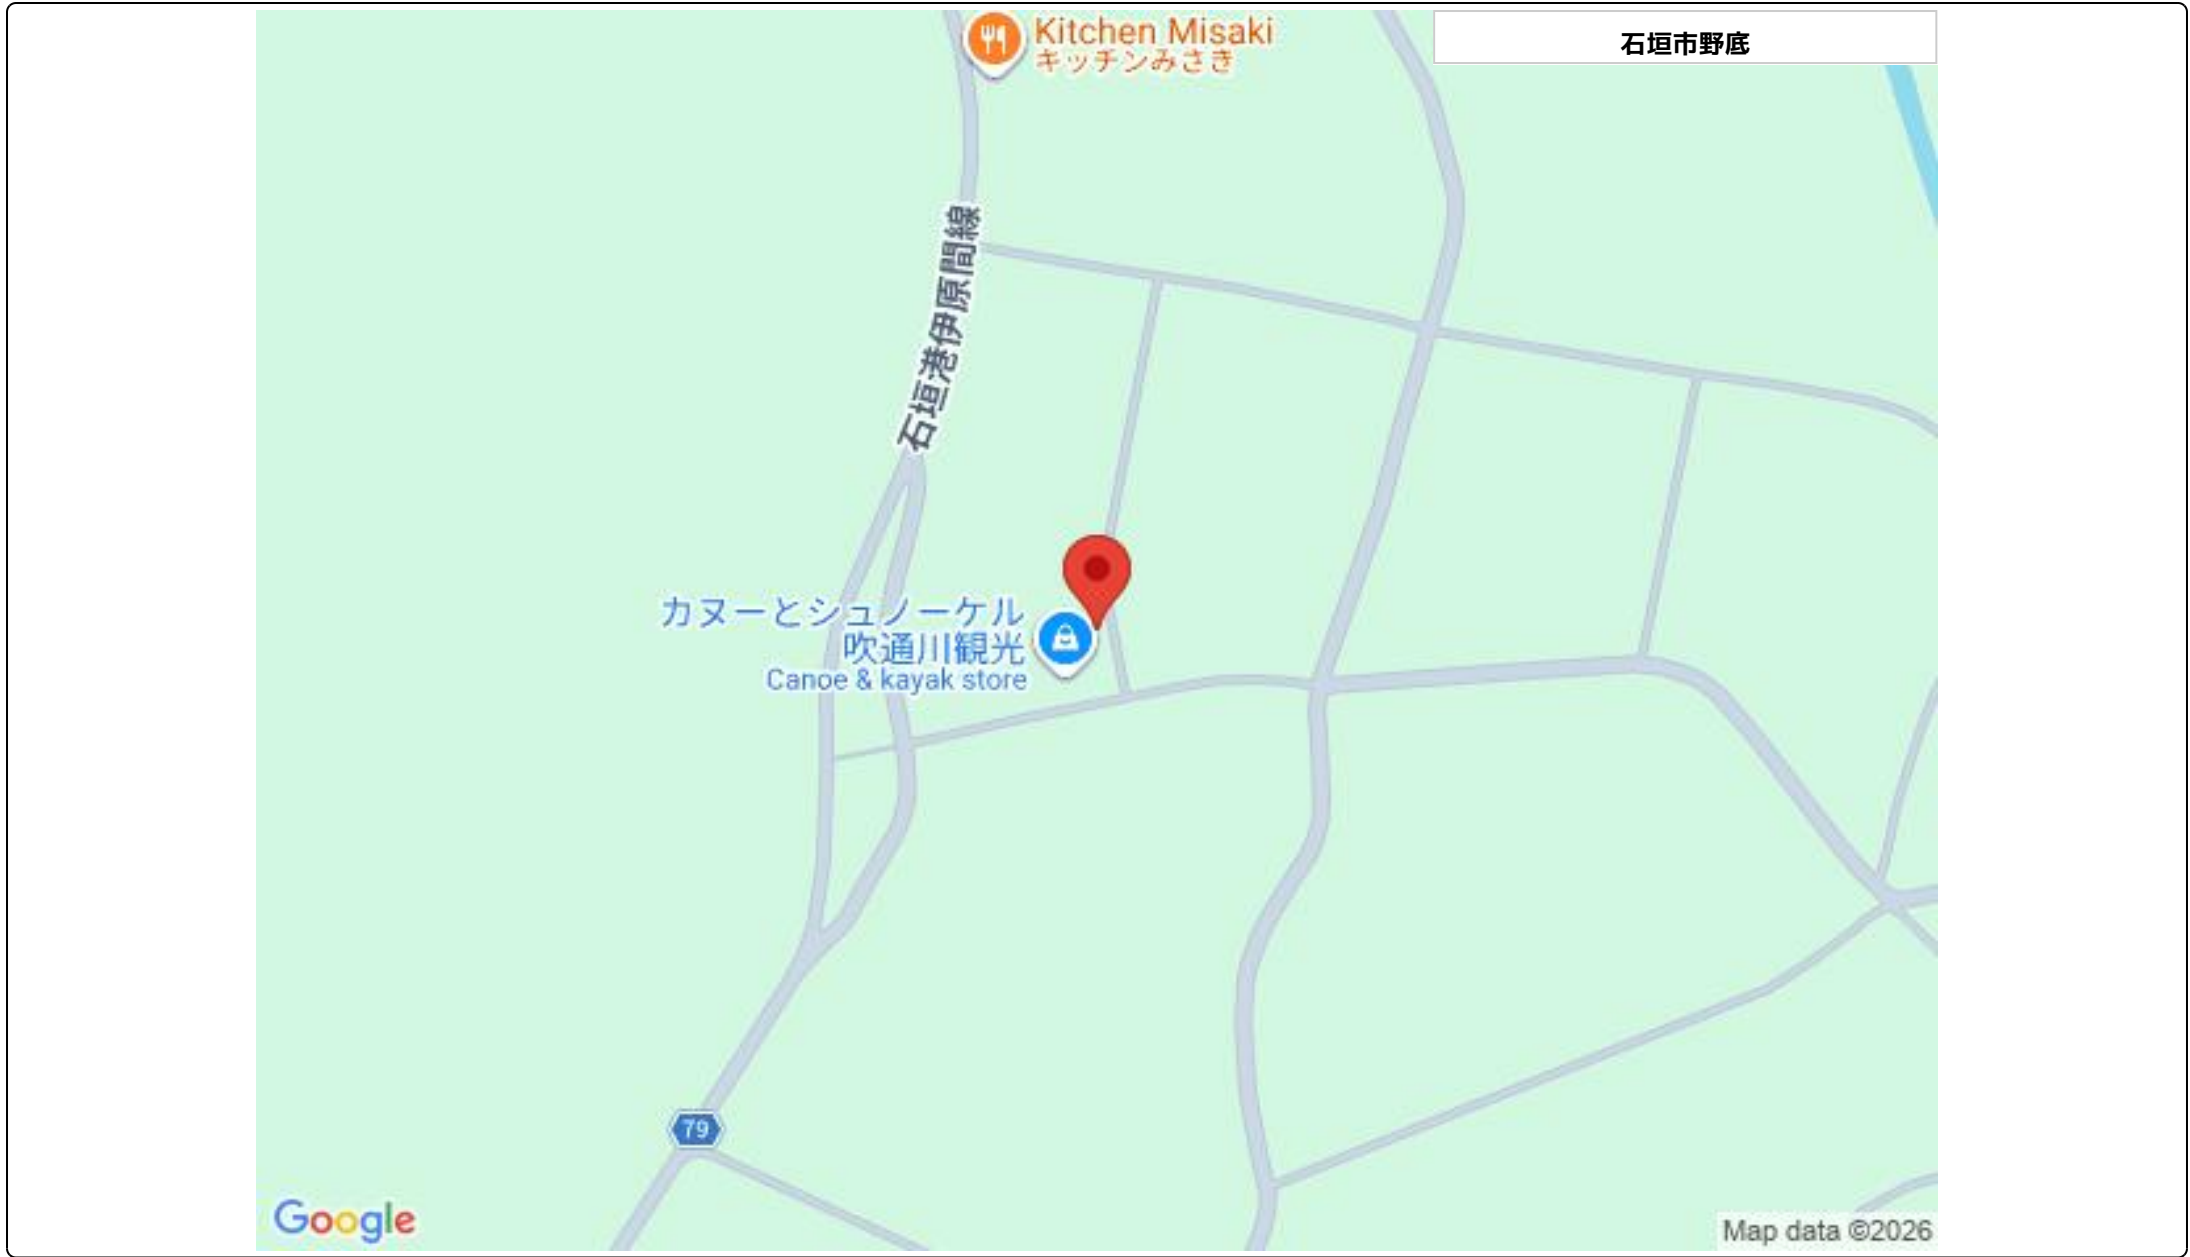 Kitchen Misaki
キッチンみさき
石垣市野底
石垣港伊原間線
カヌーとシュノーケル
吹通川観光
Canoe & kayak store
79
Google
Map data ©2026